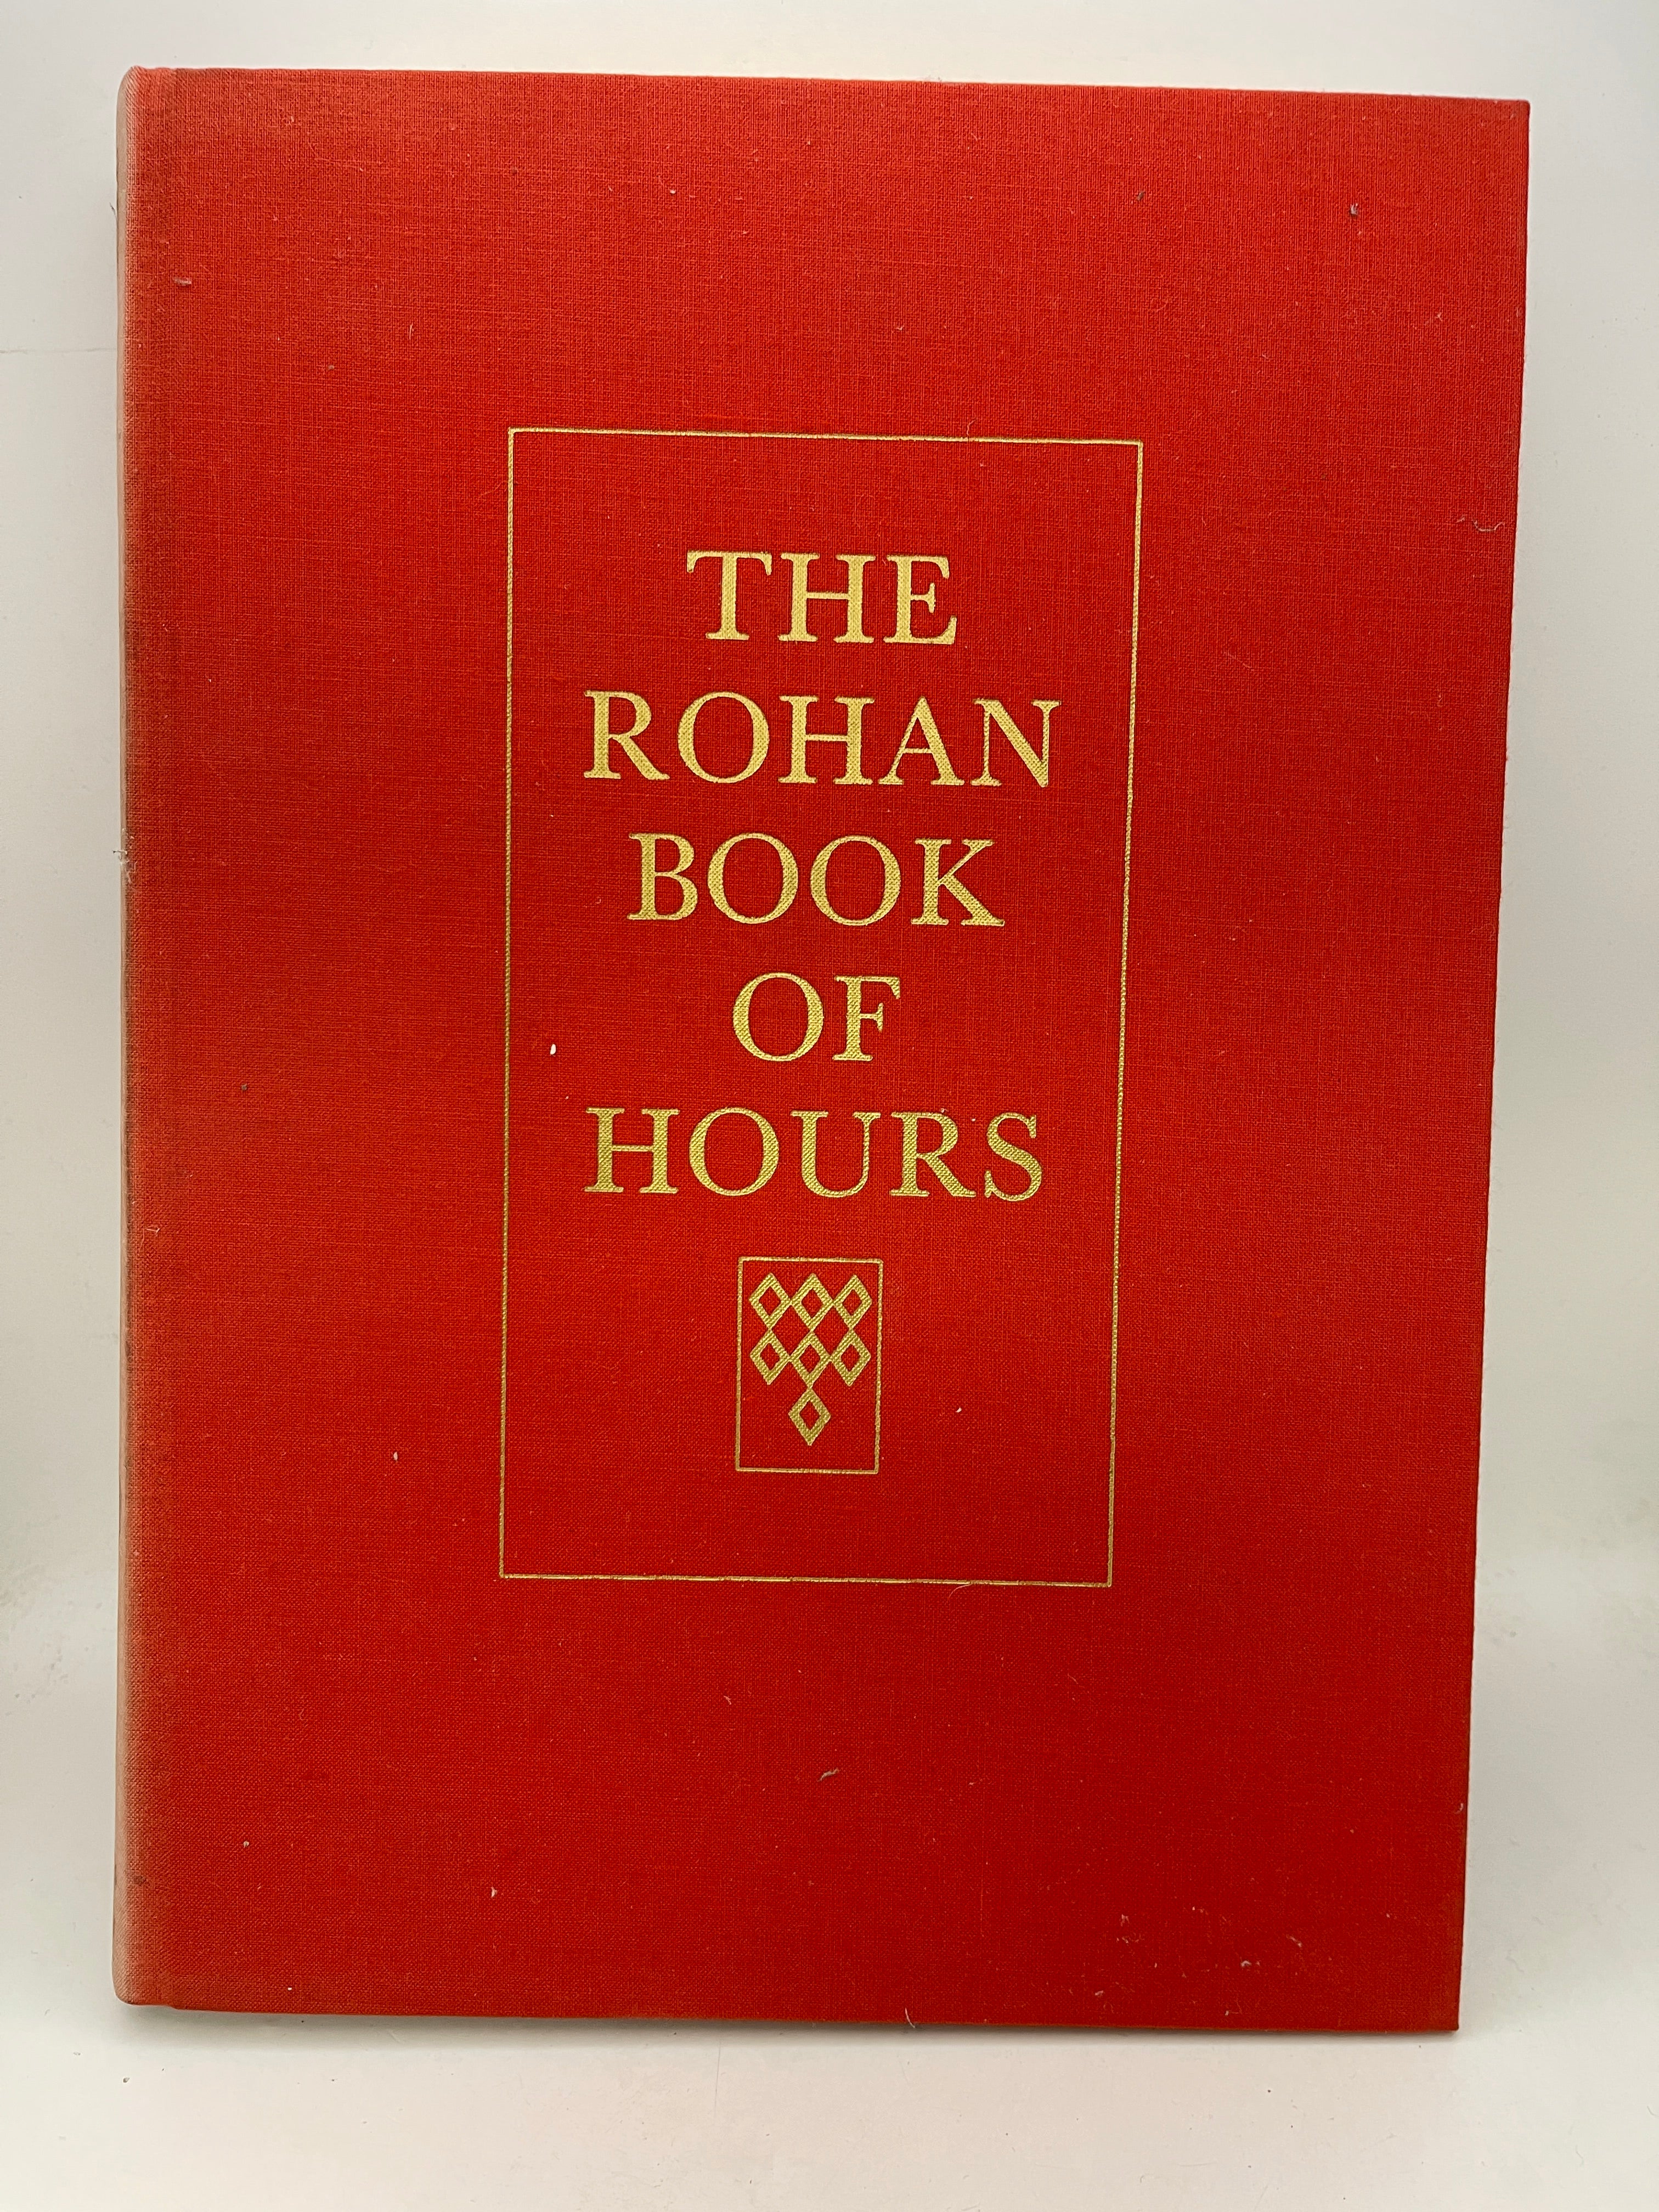 THE
ROHAN
BOOK
OF
HOURS